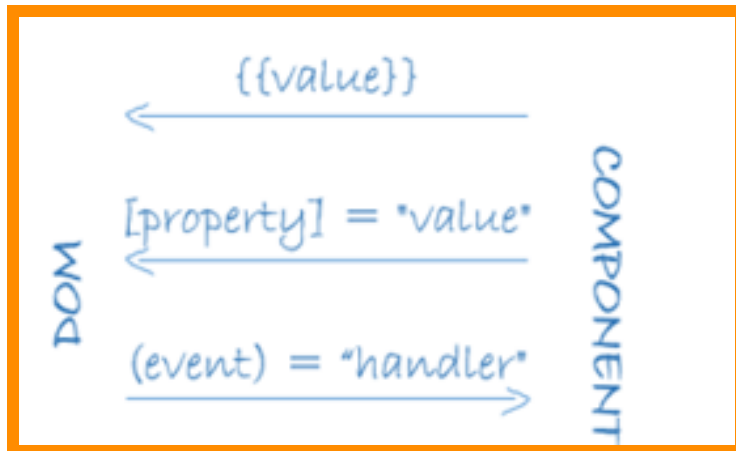 {{value}}
[property] = "value"
(event) = "handler"
DOM
COMPONENT